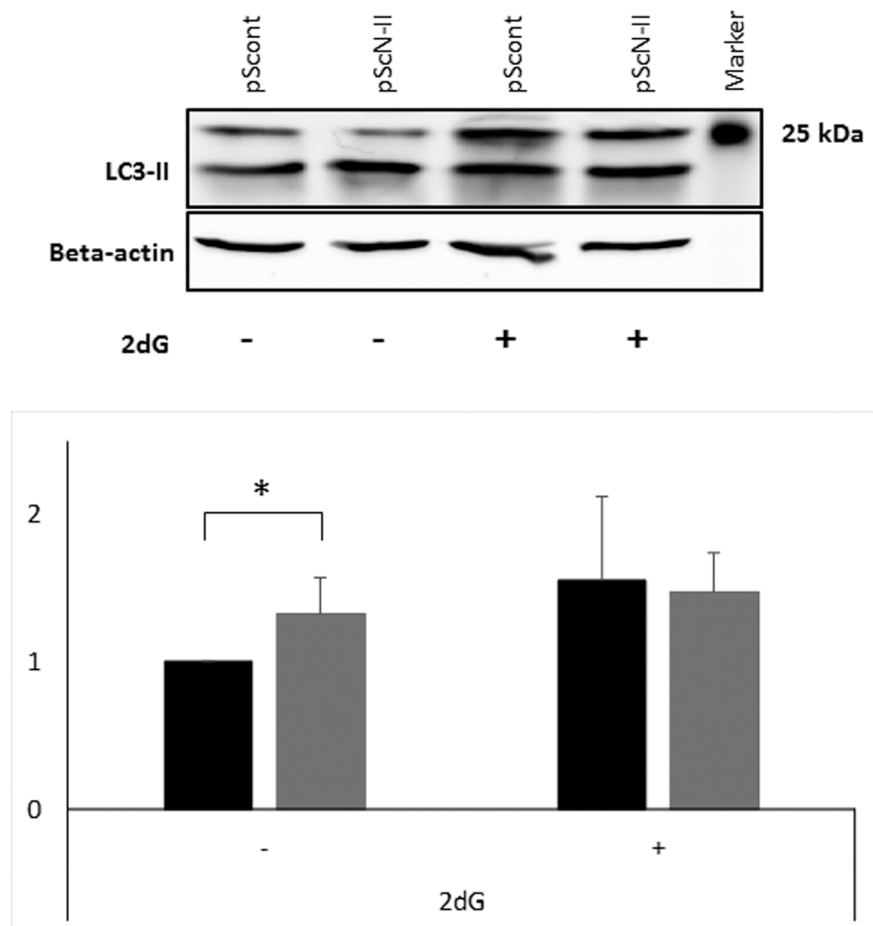 pScont pScN-II pScont pScN-II Marker
25 kDa
LC3-II
Beta-actin
2dG - - + +
*
2
1
0
- +
2dG